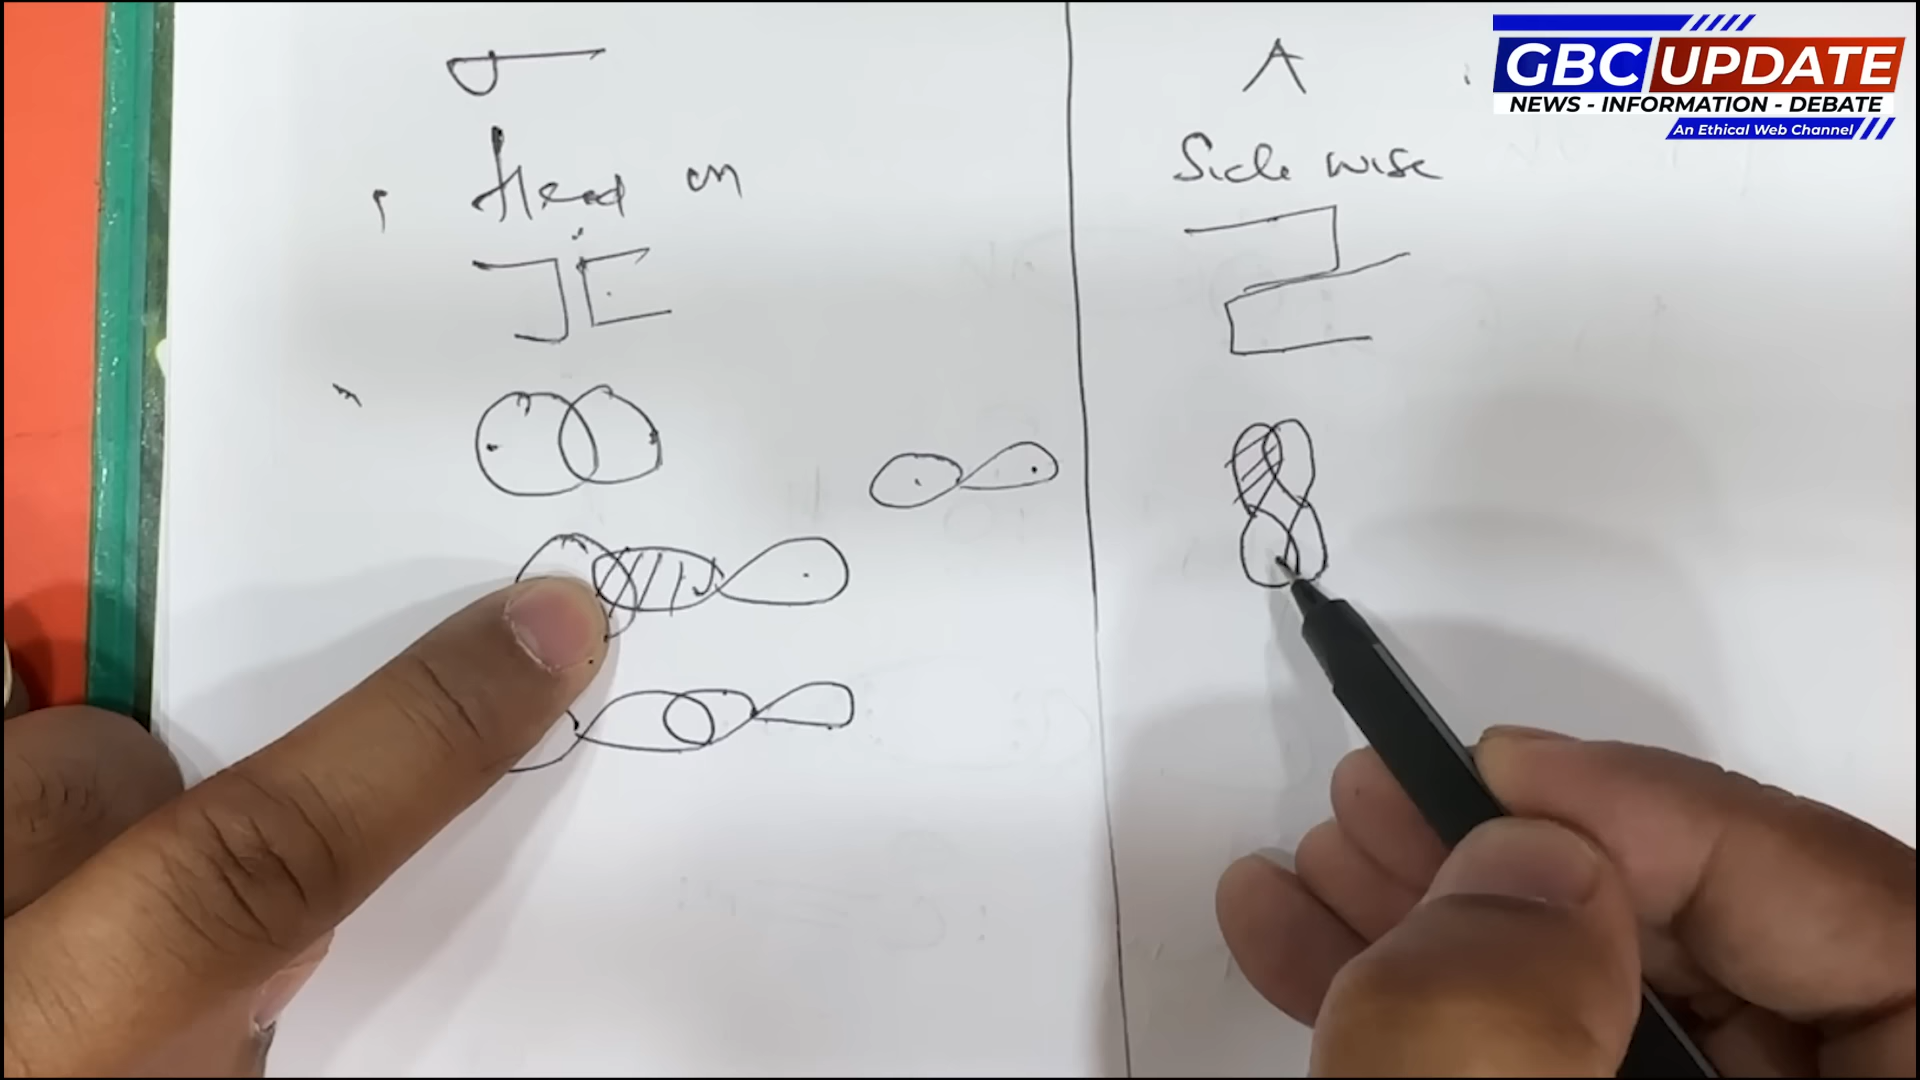 σ
Head on
A
Side wise
GBC UPDATE
NEWS - INFORMATION - DEBATE
An Ethical Web Channel